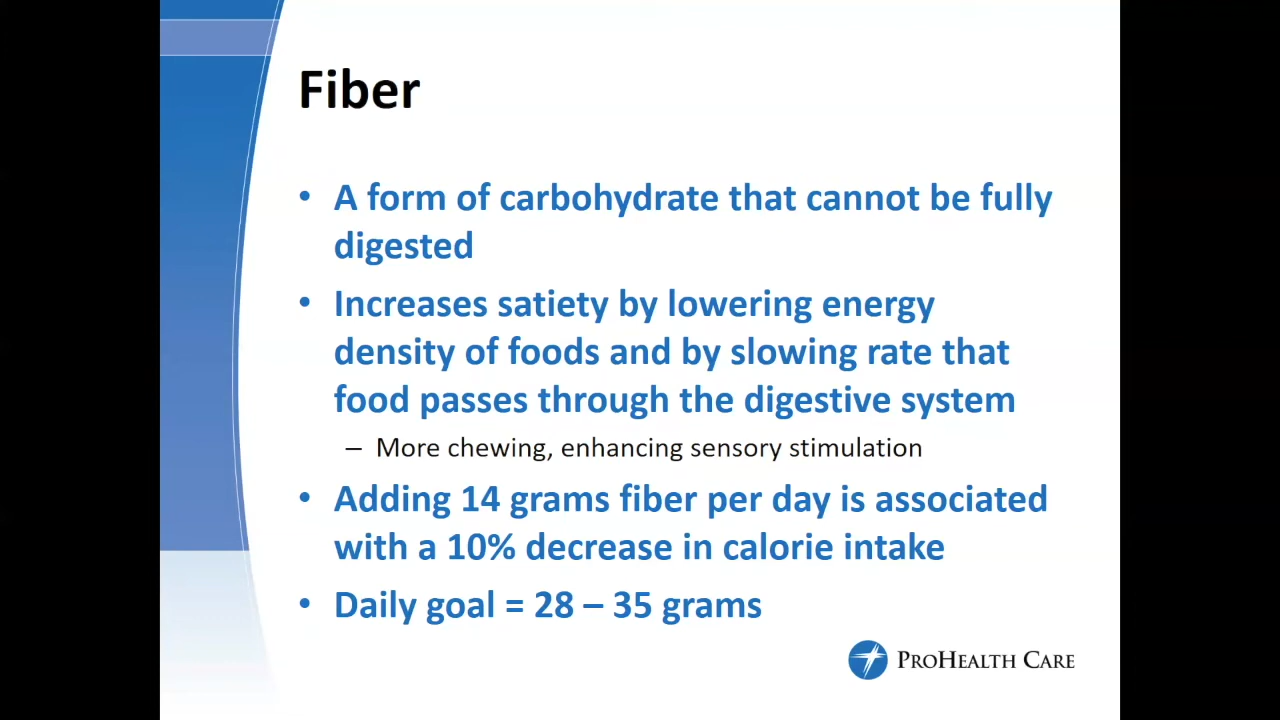 Fiber
• A form of carbohydrate that cannot be fully
digested
• Increases satiety by lowering energy
density of foods and by slowing rate that
food passes through the digestive system
– More chewing, enhancing sensory stimulation
• Adding 14 grams fiber per day is associated
with a 10% decrease in calorie intake
• Daily goal = 28 – 35 grams
PROHEALTH CARE